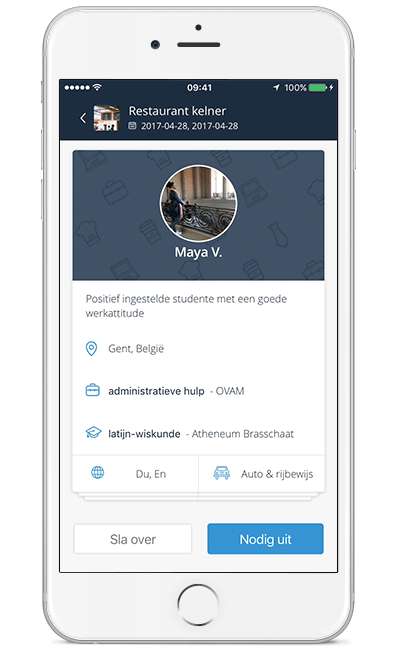 09:41
100%
Restaurant kelner
2017-04-28, 2017-04-28
Maya V.
Positief ingestelde studente met een goede
werkattitude
Gent, België
administratieve hulp - OVAM
latijn-wiskunde - Atheneum Brasschaat
Du, En
Auto & rijbewijs
Sla over
Nodig uit